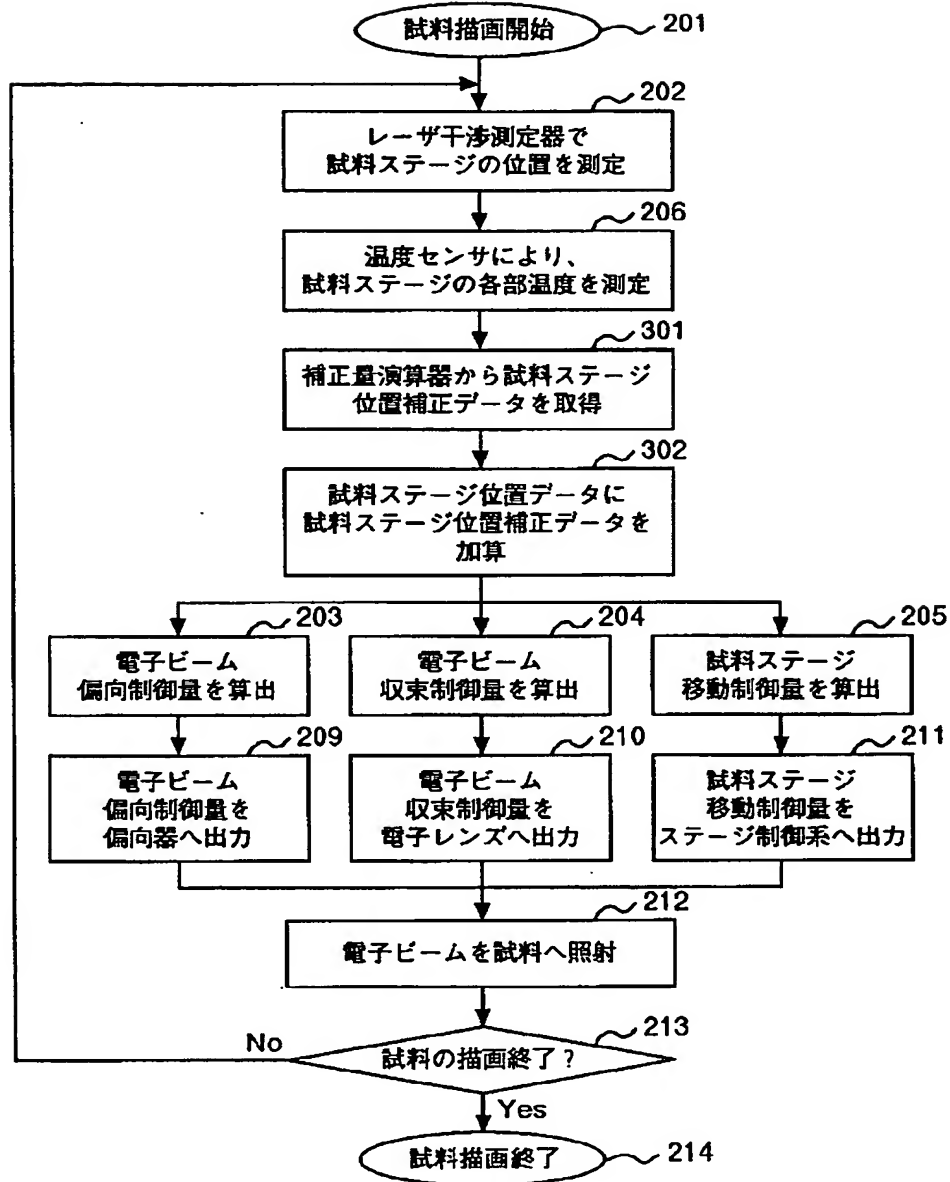 試料描画開始
201
202
レーザ干渉測定器で
試料ステージの位置を測定
206
温度センサにより、
試料ステージの各部温度を測定
301
補正量演算器から試料ステージ
位置補正データを取得
302
試料ステージ位置データに
試料ステージ位置補正データを
加算
203
電子ビーム
偏向制御量を算出
204
電子ビーム
収束制御量を算出
205
試料ステージ
移動制御量を算出
209
電子ビーム
偏向制御量を
偏向器へ出力
210
電子ビーム
収束制御量を
電子レンズへ出力
211
試料ステージ
移動制御量を
ステージ制御系へ出力
212
電子ビームを試料へ照射
213
試料の描画終了?
No
Yes
試料描画終了
214